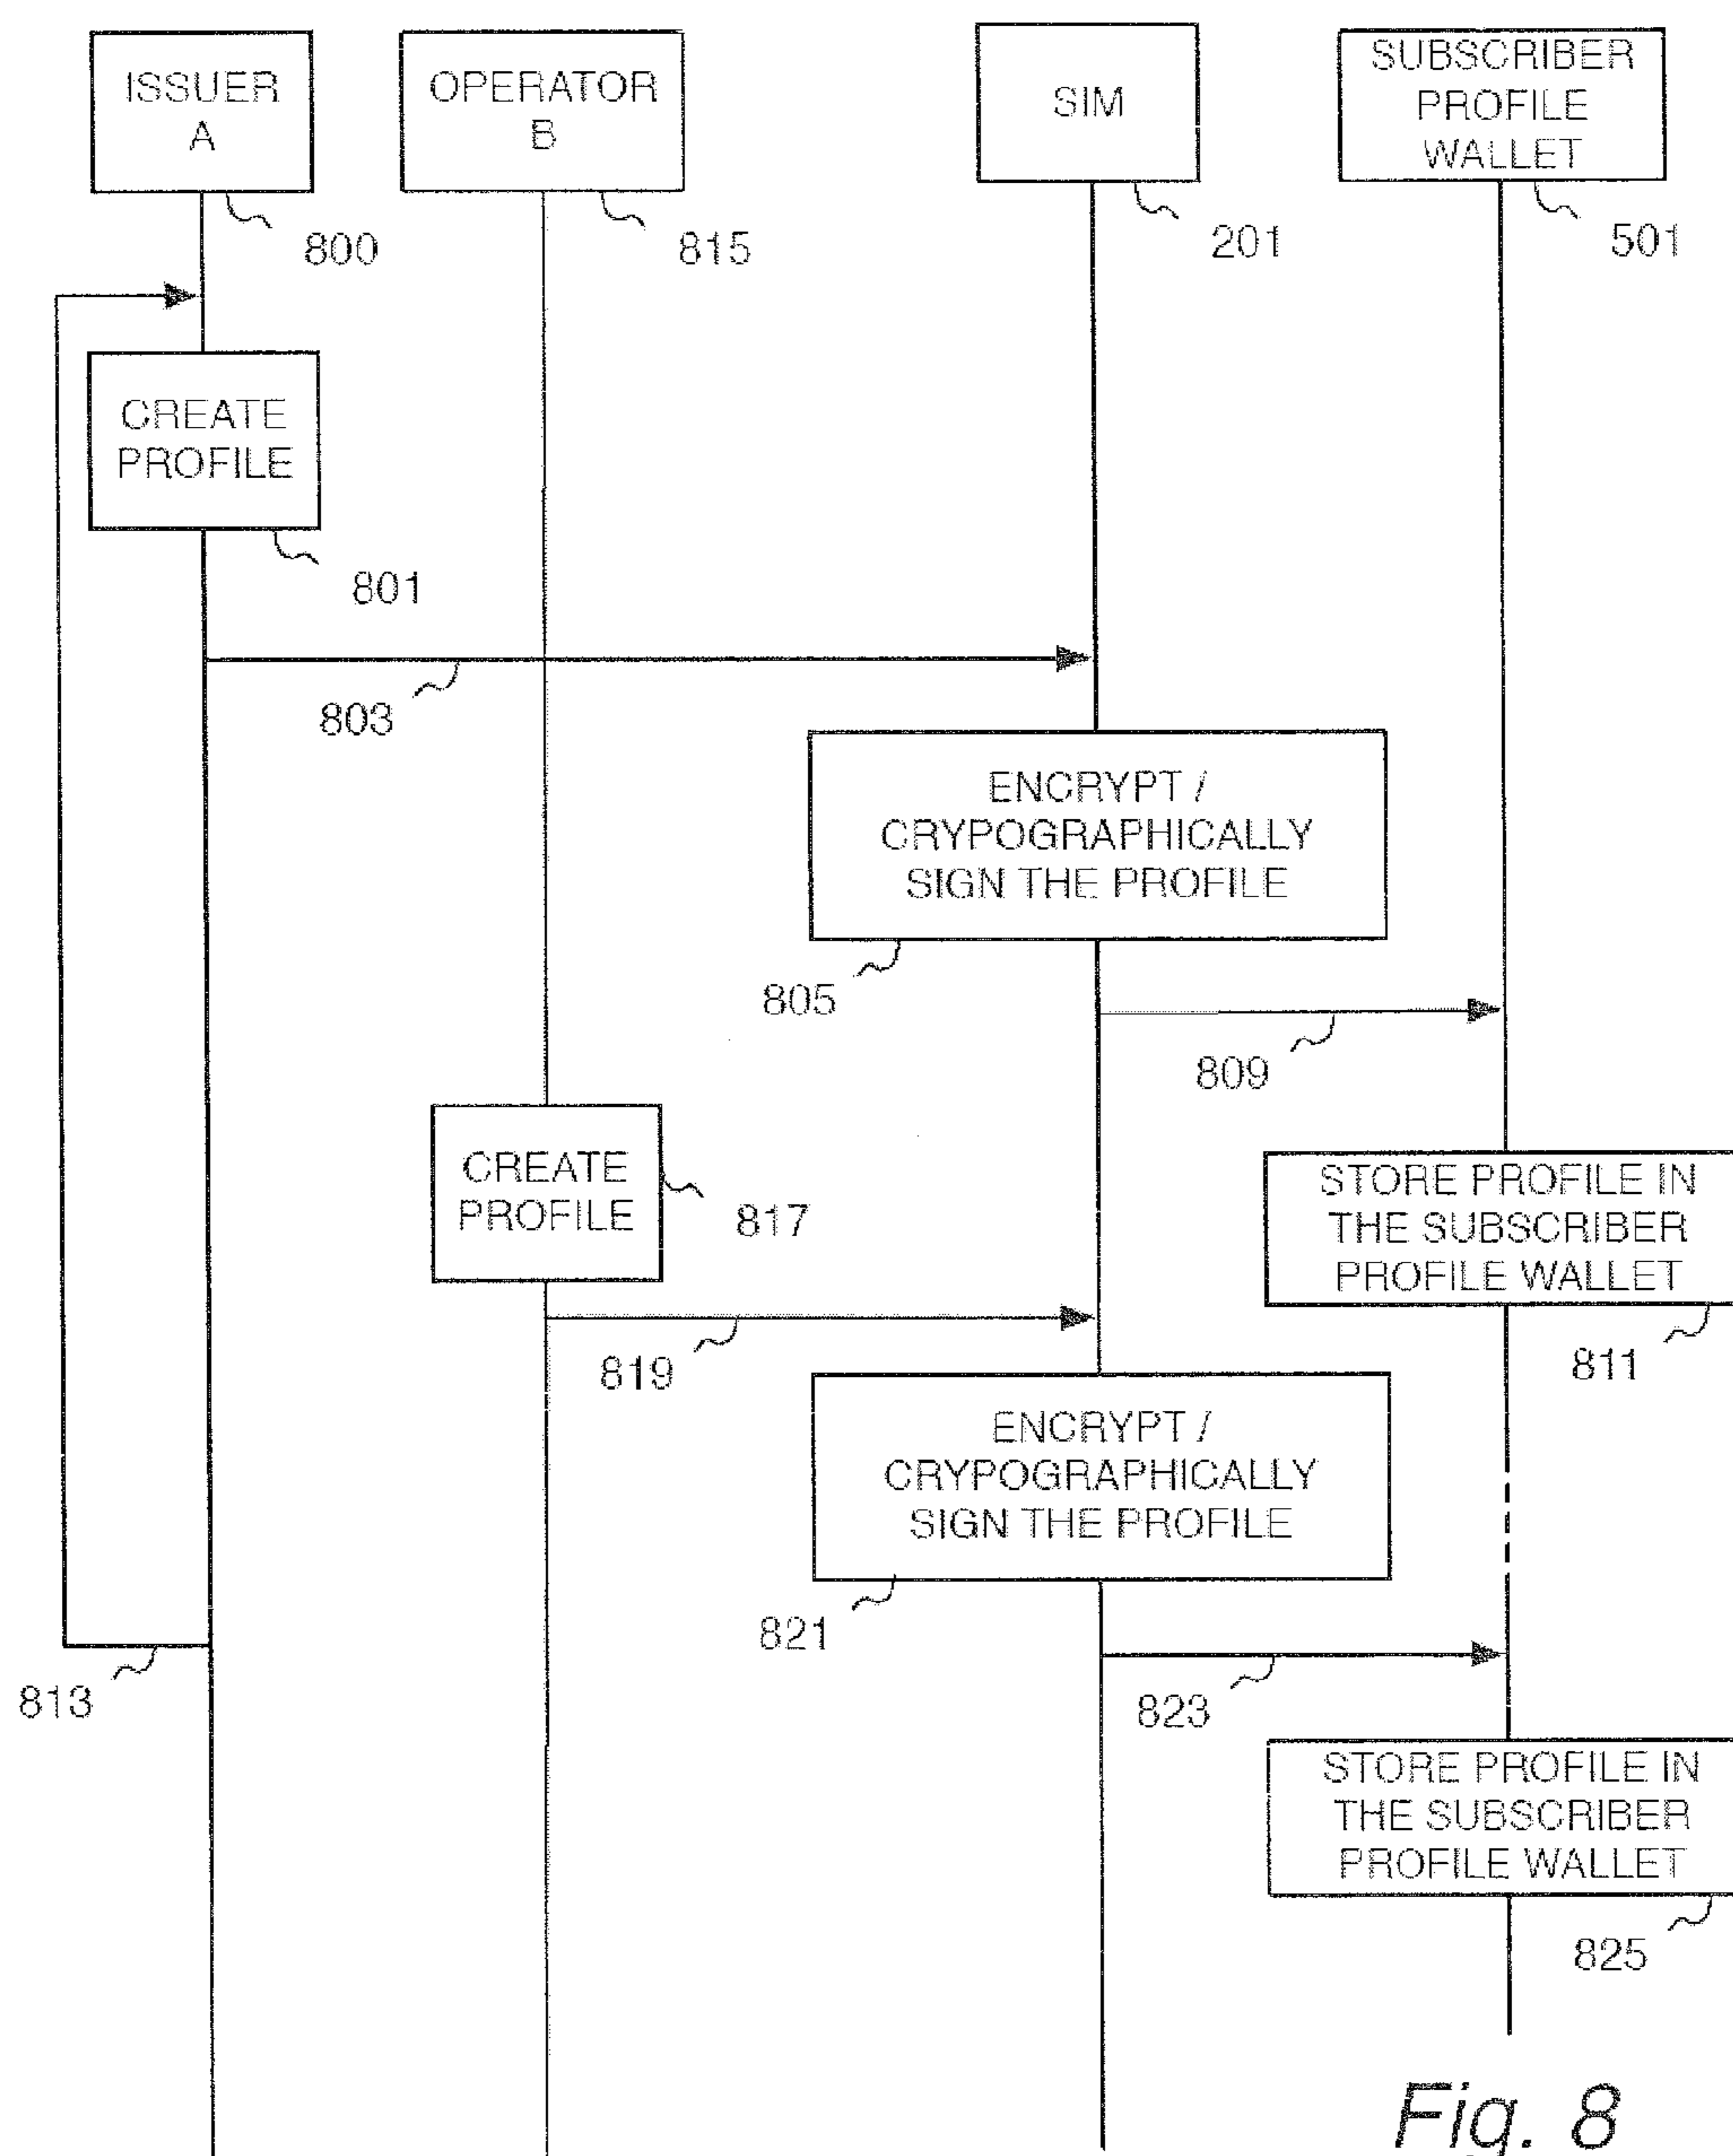 ISSUER
A
OPERATOR
B
SIM
SUBSCRIBER
PROFILE
WALLET
800
815
201
501
CREATE
PROFILE
801
803
ENCRYPT /
CRYPOGRAPHICALLY
SIGN THE PROFILE
805
809
CREATE
PROFILE
817
STORE PROFILE IN
THE SUBSCRIBER
PROFILE WALLET
811
819
ENCRYPT /
CRYPOGRAPHICALLY
SIGN THE PROFILE
821
813
823
STORE PROFILE IN
THE SUBSCRIBER
PROFILE WALLET
825
Fig. 8